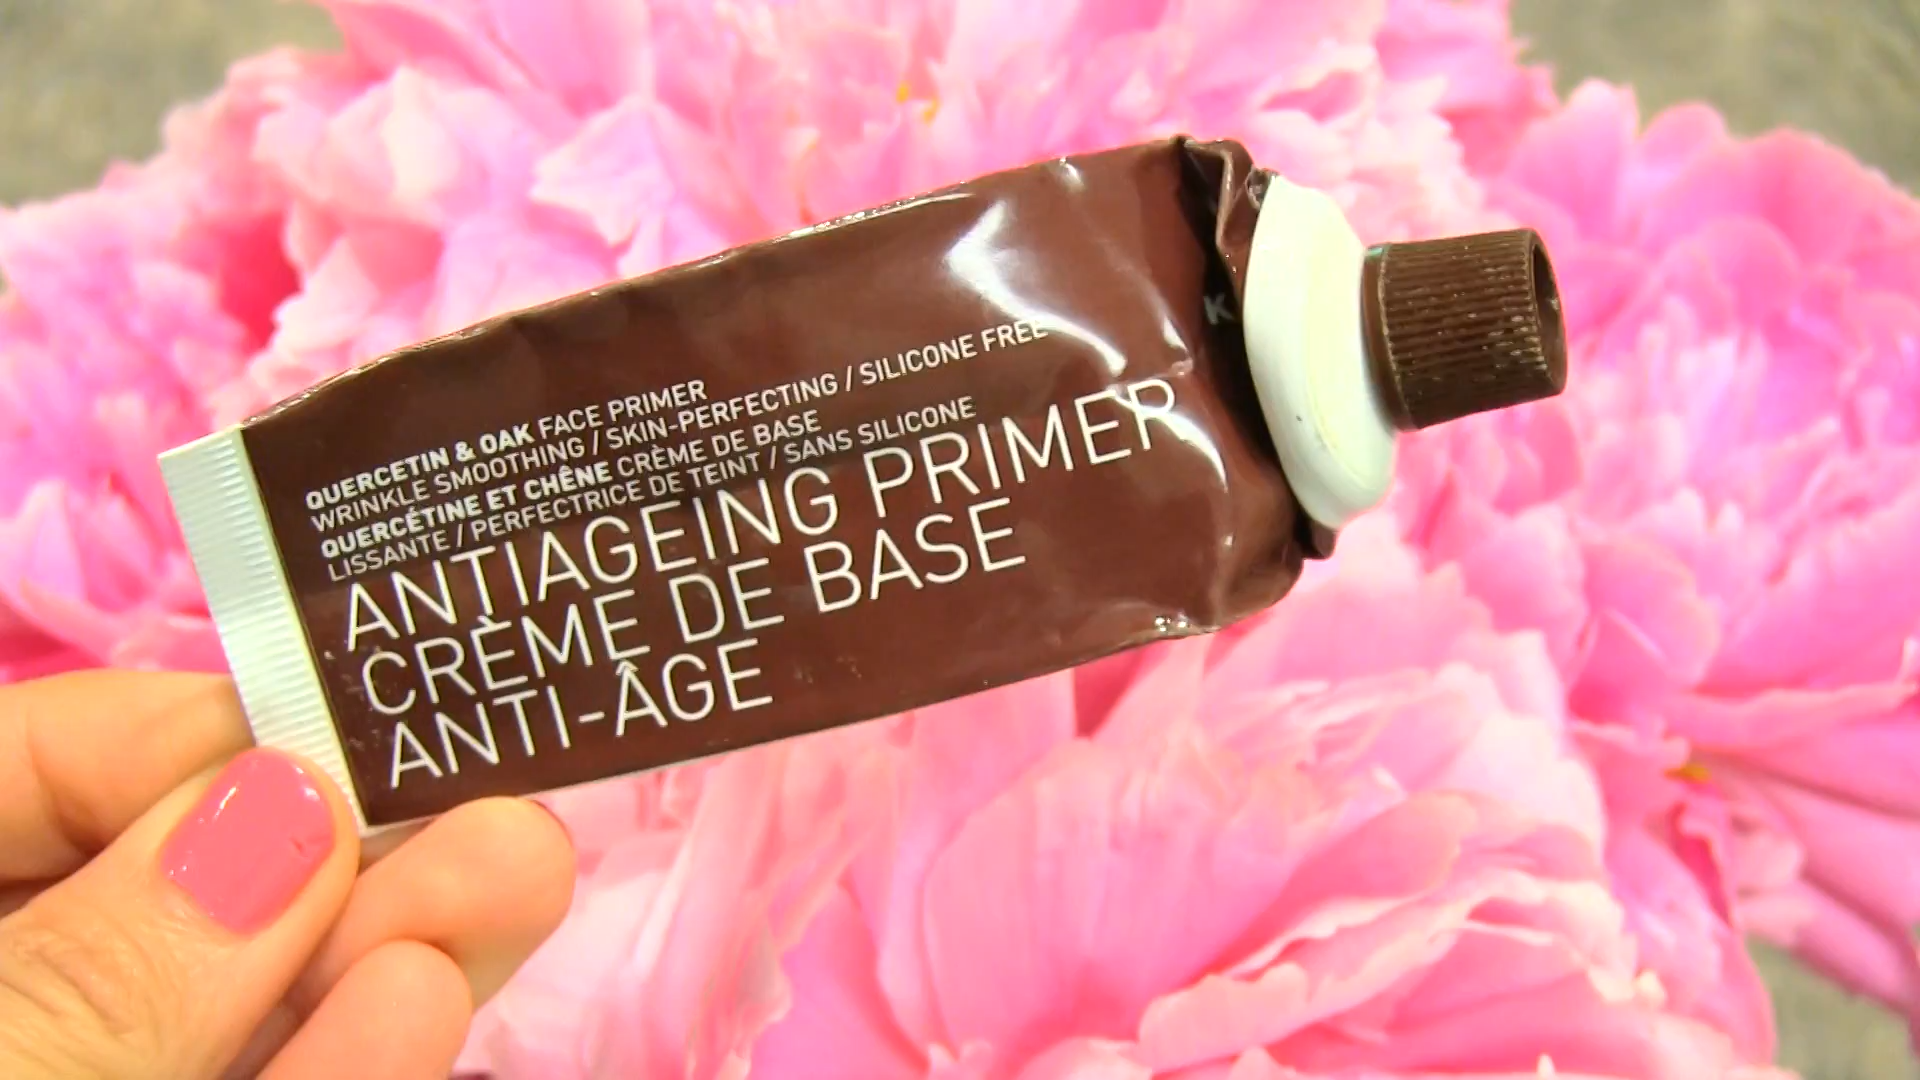 QUERCETIN & OAK FACE PRIMER
WRINKLE SMOOTHING / SKIN-PERFECTING / SILICONE FREE
QUERCÉTINE ET CHÊNE CRÈME DE BASE
LISSANTE / PERFECTRICE DE TEINT / SANS SILICONE
ANTIAGEING PRIMER
CRÈME DE BASE
ANTI-ÂGE